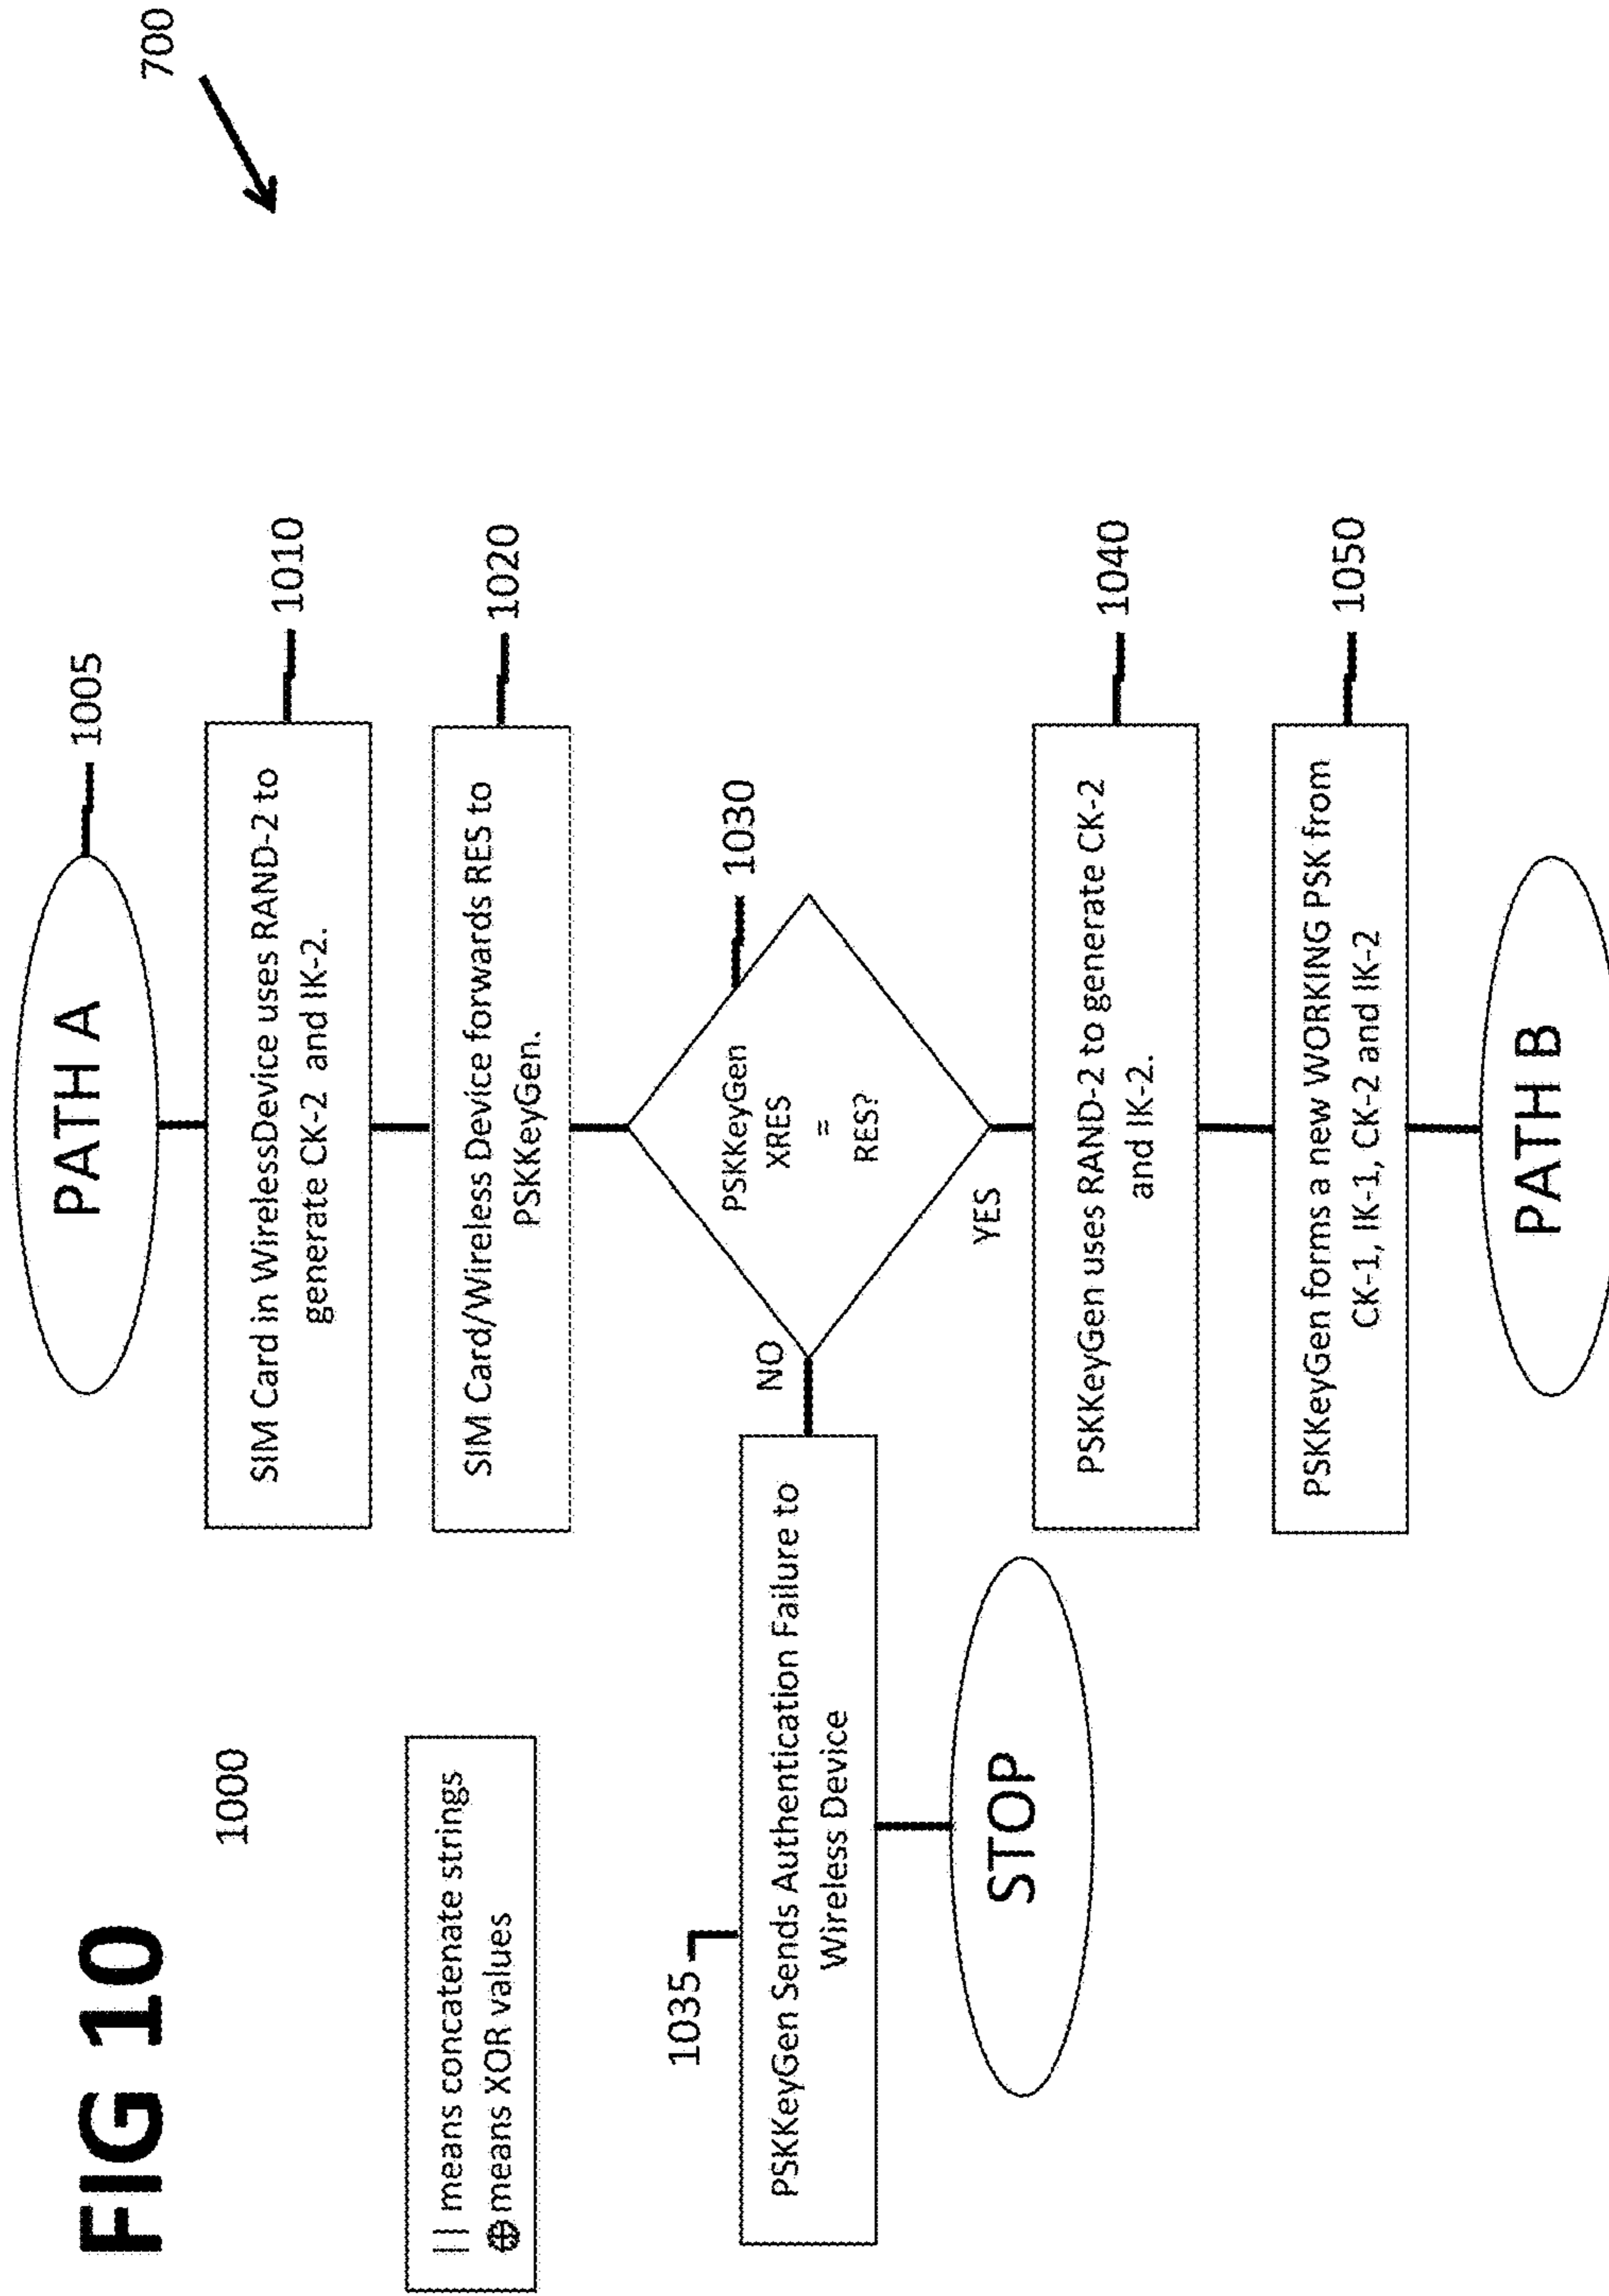 FIG 10
700
1000
|| means concatenate strings
⊕ means XOR values
PATH A
1005
SIM Card in WirelessDevice uses RAND-2 to
generate CK-2 and IK-2.
1010
SIM Card/Wireless Device forwards RES to
PSKKeyGen.
1020
PSKKeyGen
XRES
=
RES?
1030
NO
YES
1035
PSKKeyGen Sends Authentication Failure to
Wireless Device
STOP
PSKKeyGen uses RAND-2 to generate CK-2
and IK-2.
1040
PSKKeyGen forms a new WORKING PSK from
CK-1, IK-1, CK-2 and IK-2
1050
PATH B